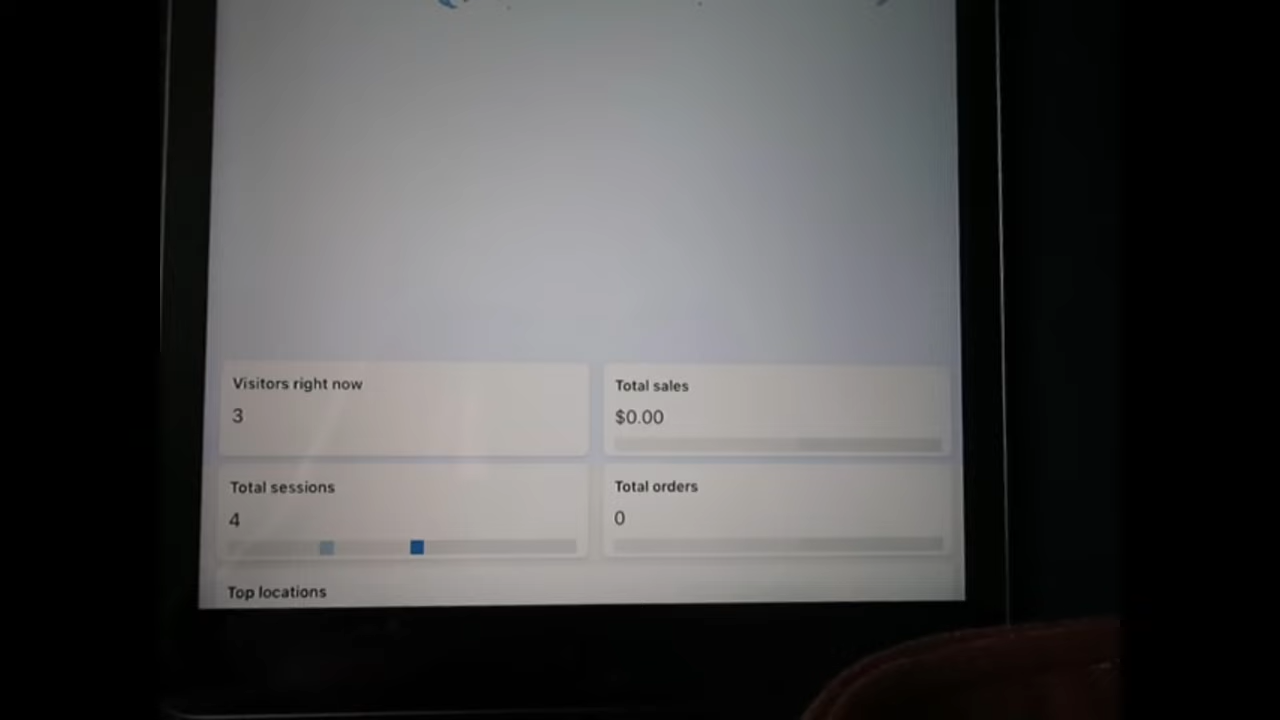 Visitors right now
3
Total sales
$0.00
Total sessions
4
Total orders
0
Top locations